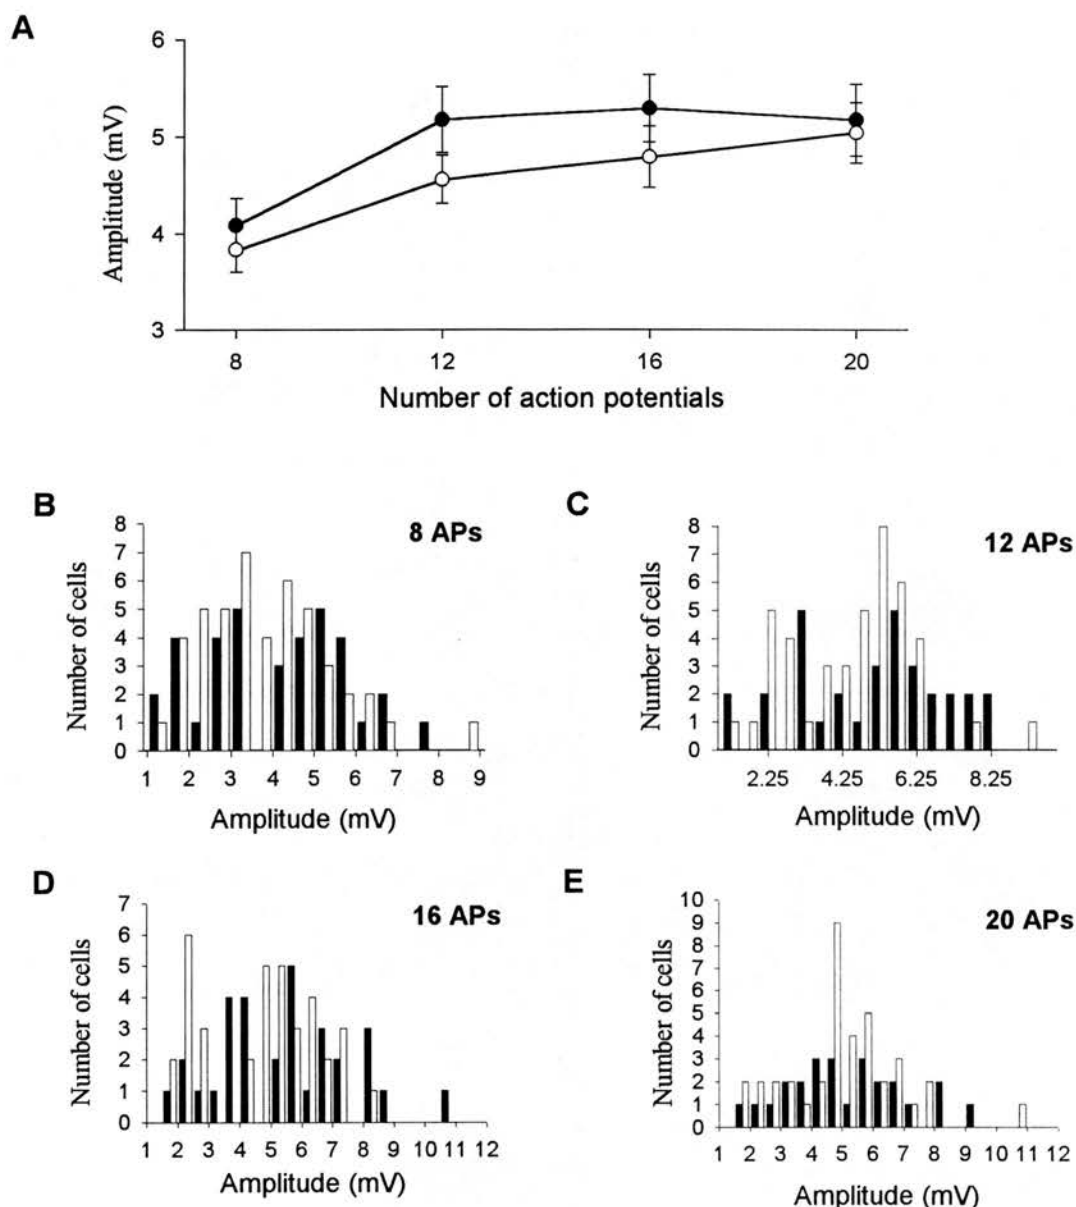 A
6
5
4
3
Amplitude (mV)
8 12 16 20
Number of action potentials
B
8 APs
8
7
6
5
4
3
2
1
0
Number of cells
1 2 3 4 5 6 7 8 9
Amplitude (mV)
C
12 APs
8
7
6
5
4
3
2
1
0
Number of cells
2.25 4.25 6.25 8.25
Amplitude (mV)
D
16 APs
7
6
5
4
3
2
1
0
Number of cells
1 2 3 4 5 6 7 8 9 10 11 12
Amplitude (mV)
E
20 APs
10
9
8
7
6
5
4
3
2
1
0
Number of cells
1 2 3 4 5 6 7 8 9 10 11 12
Amplitude (mV)